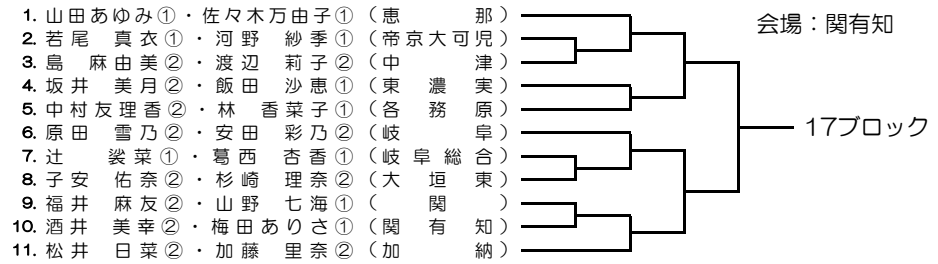 1. 山田あゆみ①・佐々木万由子①（恵那）
会場：関有知
2. 若尾 真衣①・河野 紗季①（帝京大可児）
3. 島 麻由美②・渡辺 莉子②（中津）
4. 坂井 美月②・飯田 沙恵①（東濃実）
5. 中村友理香②・林 香菜子①（各務原）
6. 原田 雪乃②・安田 彩乃②（岐阜）
17ブロック
7. 辻 裟菜①・葛西 杏香①（岐阜総合）
8. 子安 佑奈②・杉崎 理奈②（大垣東）
9. 福井 麻友②・山野 七海①（関）
10. 酒井 美幸②・梅田ありさ①（関有知）
11. 松井 日菜②・加藤 里奈②（加納）